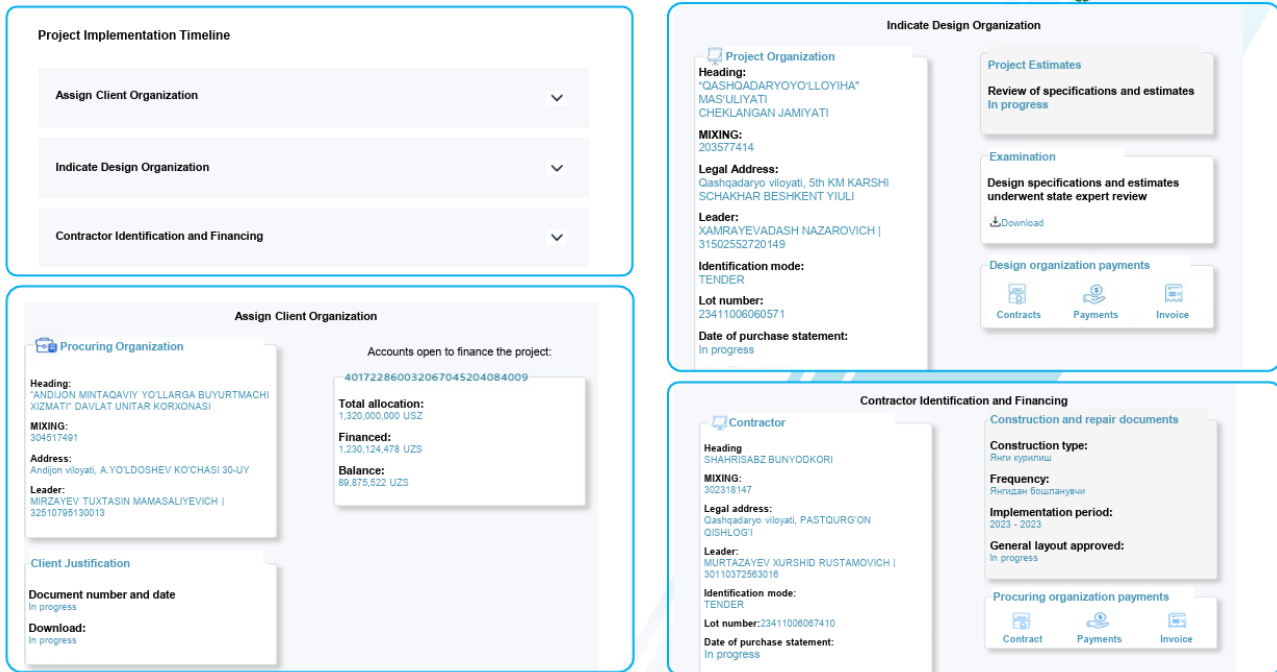 Project Implementation Timeline
Assign Client Organization
Indicate Design Organization
Contractor Identification and Financing
Assign Client Organization
Procuring Organization
Heading:
"ANDIJON MINTAQAVIY YO'LLARGA BUYURTMACHI
XIZMATI" DAVLAT UNITAR KORXONASI
MIXING:
304517491
Address:
Andijon viloyati, A.YO'LDOSHEV KO'CHASI 30-UY
Leader:
MIRZAYEV TUXTASIN MAMASALIYEVICH |
32510795130013
Client Justification
Document number and date
In progress
Download:
In progress
Accounts open to finance the project:
401722860032067045204084009
Total allocation:
1,320,000,000 USZ
Financed:
1,230,124,478 UZS
Balance:
89,875,522 UZS
Indicate Design Organization
Project Organization
Heading:
"QASHQADARYOYO'LLOYIHA"
MAS'ULIYATI
CHEKLANGAN JAMIYATI
MIXING:
203577414
Legal Address:
Qashqadaryo viloyati, 5th KM KARSHI
SCHAKHAR BESHKENT YIULI
Leader:
XAMRAYEVADASH NAZAROVICH |
31502552720149
Identification mode:
TENDER
Lot number:
23411006060571
Date of purchase statement:
In progress
Project Estimates
Review of specifications and estimates
In progress
Examination
Design specifications and estimates
underwent state expert review
Download
Design organization payments
Contracts Payments Invoice
Contractor Identification and Financing
Contractor
Heading
SHAHRISABZ BUNYODKORI
MIXING:
302318147
Legal address:
Qashqadaryo viloyati, PASTQURG'ON
QISHLOG'I
Leader:
MURTAZAYEV XURSHID RUSTAMOVICH |
30110372563016
Identification mode:
TENDER
Lot number:23411006067410
Date of purchase statement:
In progress
Construction and repair documents
Construction type:
Янги курилиш
Frequency:
Янгидан бошланувчи
Implementation period:
2023 - 2023
General layout approved:
In progress
Procuring organization payments
Contract Payments Invoice